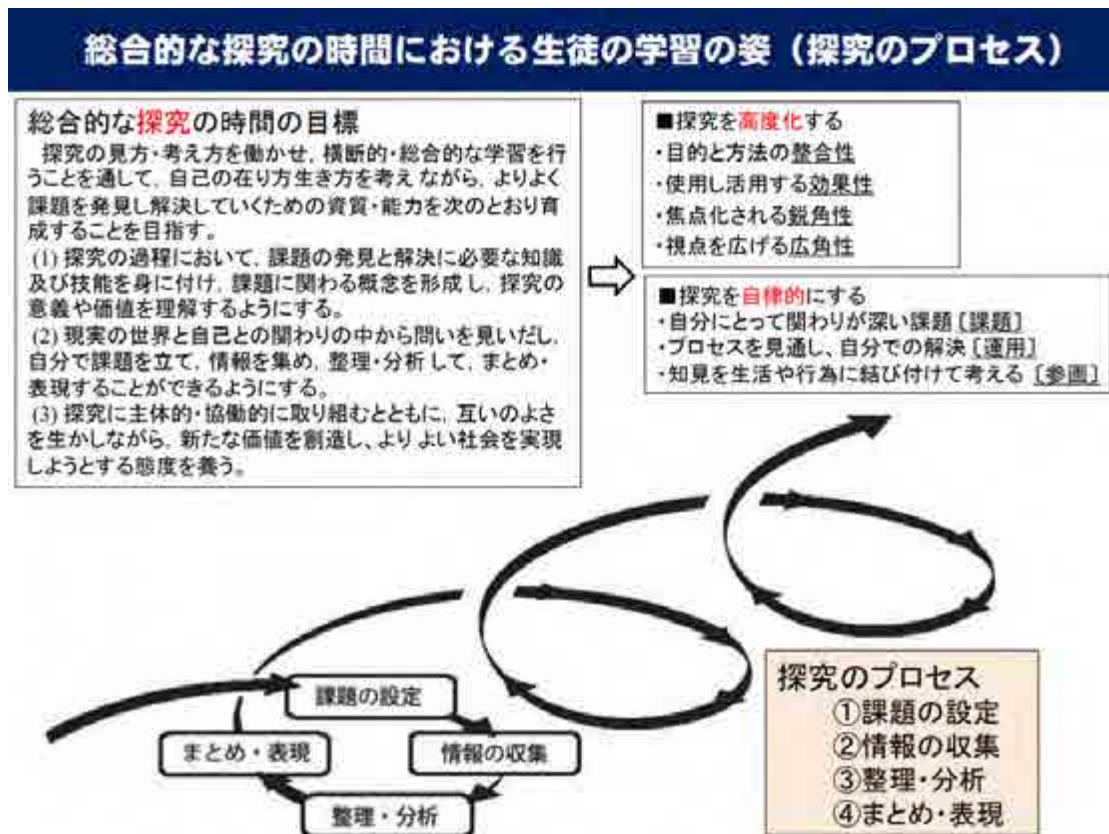 総合的な探究の時間における生徒の学習の姿（探究のプロセス）
総合的な探究の時間の目標
探究の見方・考え方を働かせ，横断的・総合的な学習を行
うことを通して，自己の在り方生き方を考えながら，よりよく
課題を発見し解決していくための資質・能力を次のとおり育
成することを目指す。
(1) 探究の過程において，課題の発見と解決に必要な知識
及び技能を身に付け，課題に関わる概念を形成し，探究の
意義や価値を理解するようにする。
(2) 現実の世界と自己との関わりの中から問いを見いだし，
自分で課題を立て，情報を集め，整理・分析して，まとめ・
表現することができるようにする。
(3) 探究に主体的・協働的に取り組むとともに，互いのよさ
を生かしながら，新たな価値を創造し、よりよい社会を実現
しようとする態度を養う。
■探究を高度化する
・目的と方法の整合性
・使用し活用する効果性
・焦点化される鋭角性
・視点を広げる広角性
■探究を自律的にする
・自分にとって関わりが深い課題［課題］
・プロセスを見通し、自分での解決［運用］
・知見を生活や行為に結び付けて考える［参画］
課題の設定
情報の収集
整理・分析
まとめ・表現
探究のプロセス
①課題の設定
②情報の収集
③整理・分析
④まとめ・表現